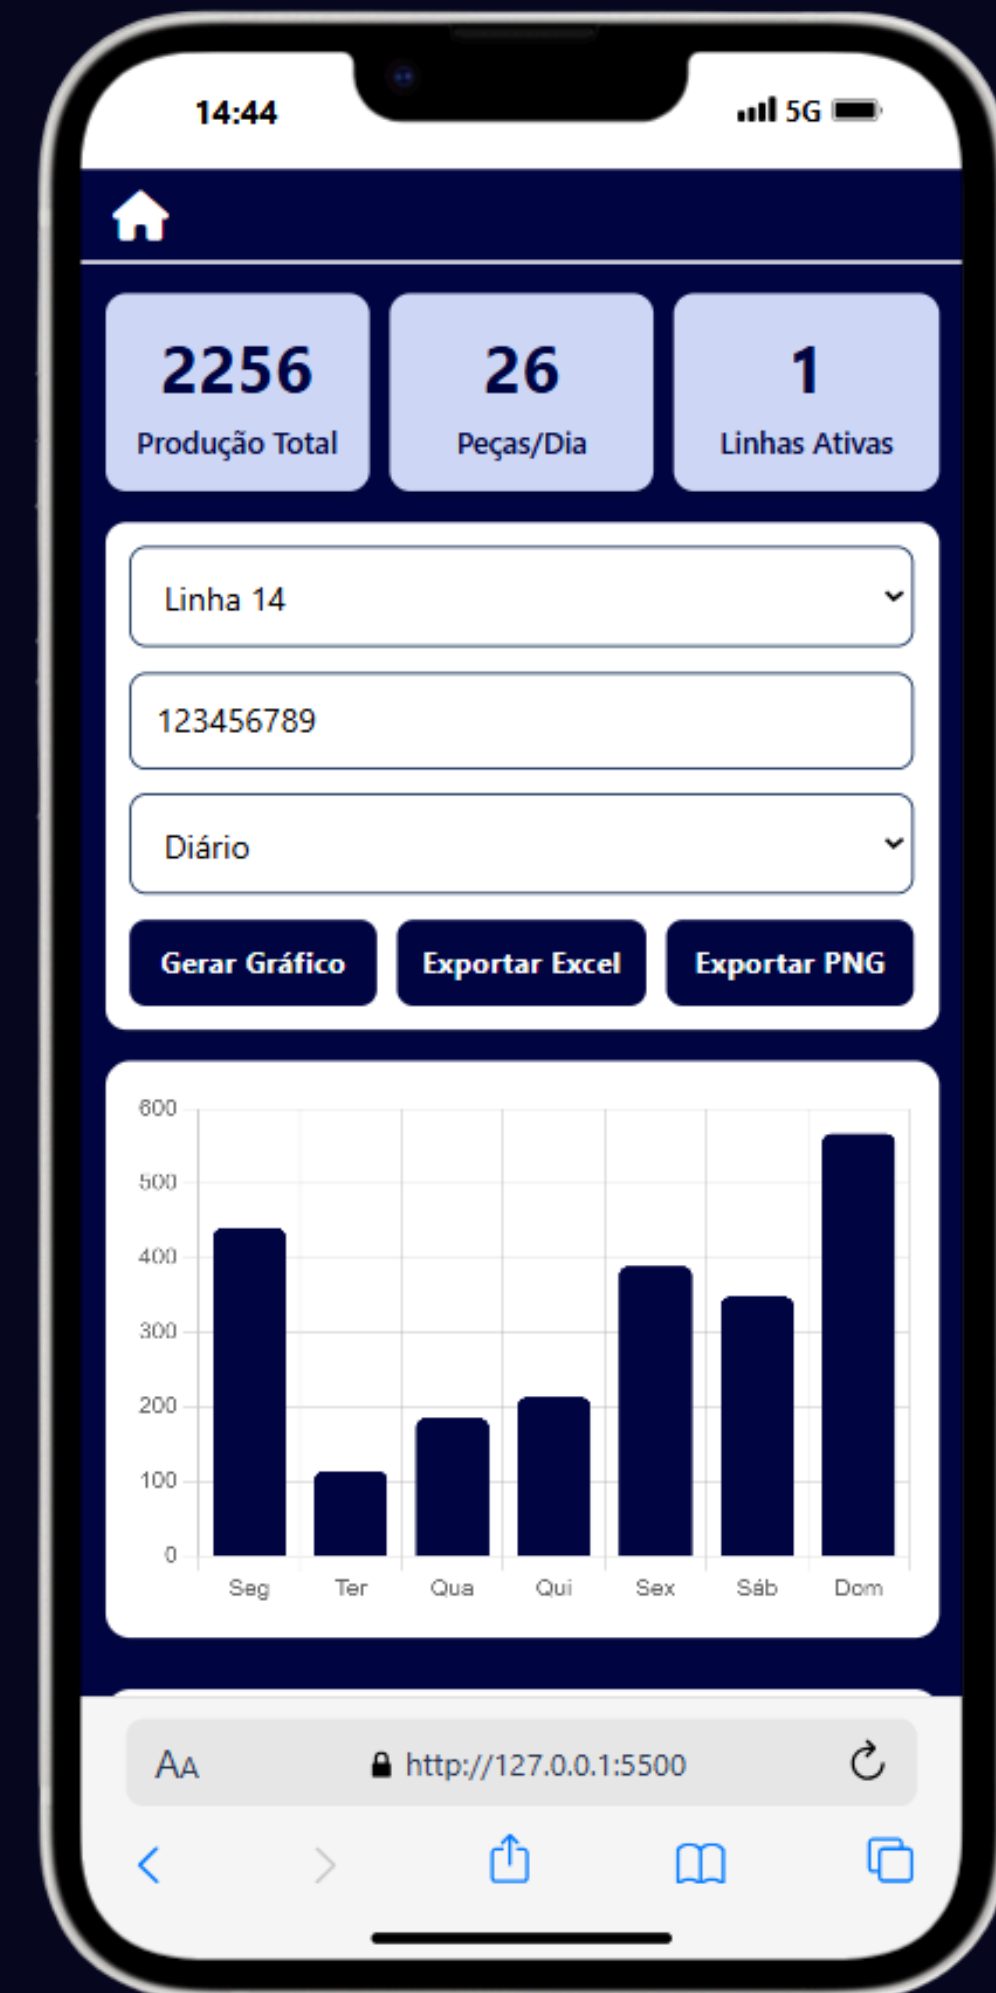 14:44 5G
2256 26 1
Produção Total Peças/Dia Linhas Ativas
Linha 14
123456789
Diário
Gerar Gráfico Exportar Excel Exportar PNG
600
500
400
300
200
100
0
Seg Ter Qua Qui Sex Sáb Dom
AA http://127.0.0.1:5500